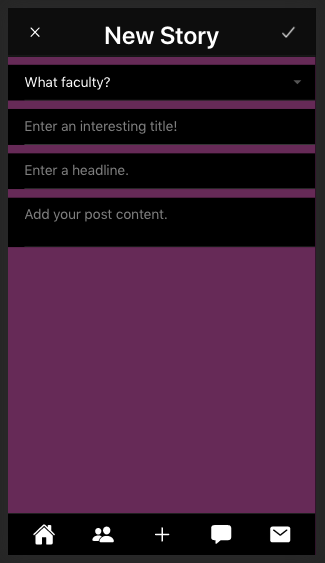 New Story
What faculty?
Enter an interesting title!
Enter a headline.
Add your post content.